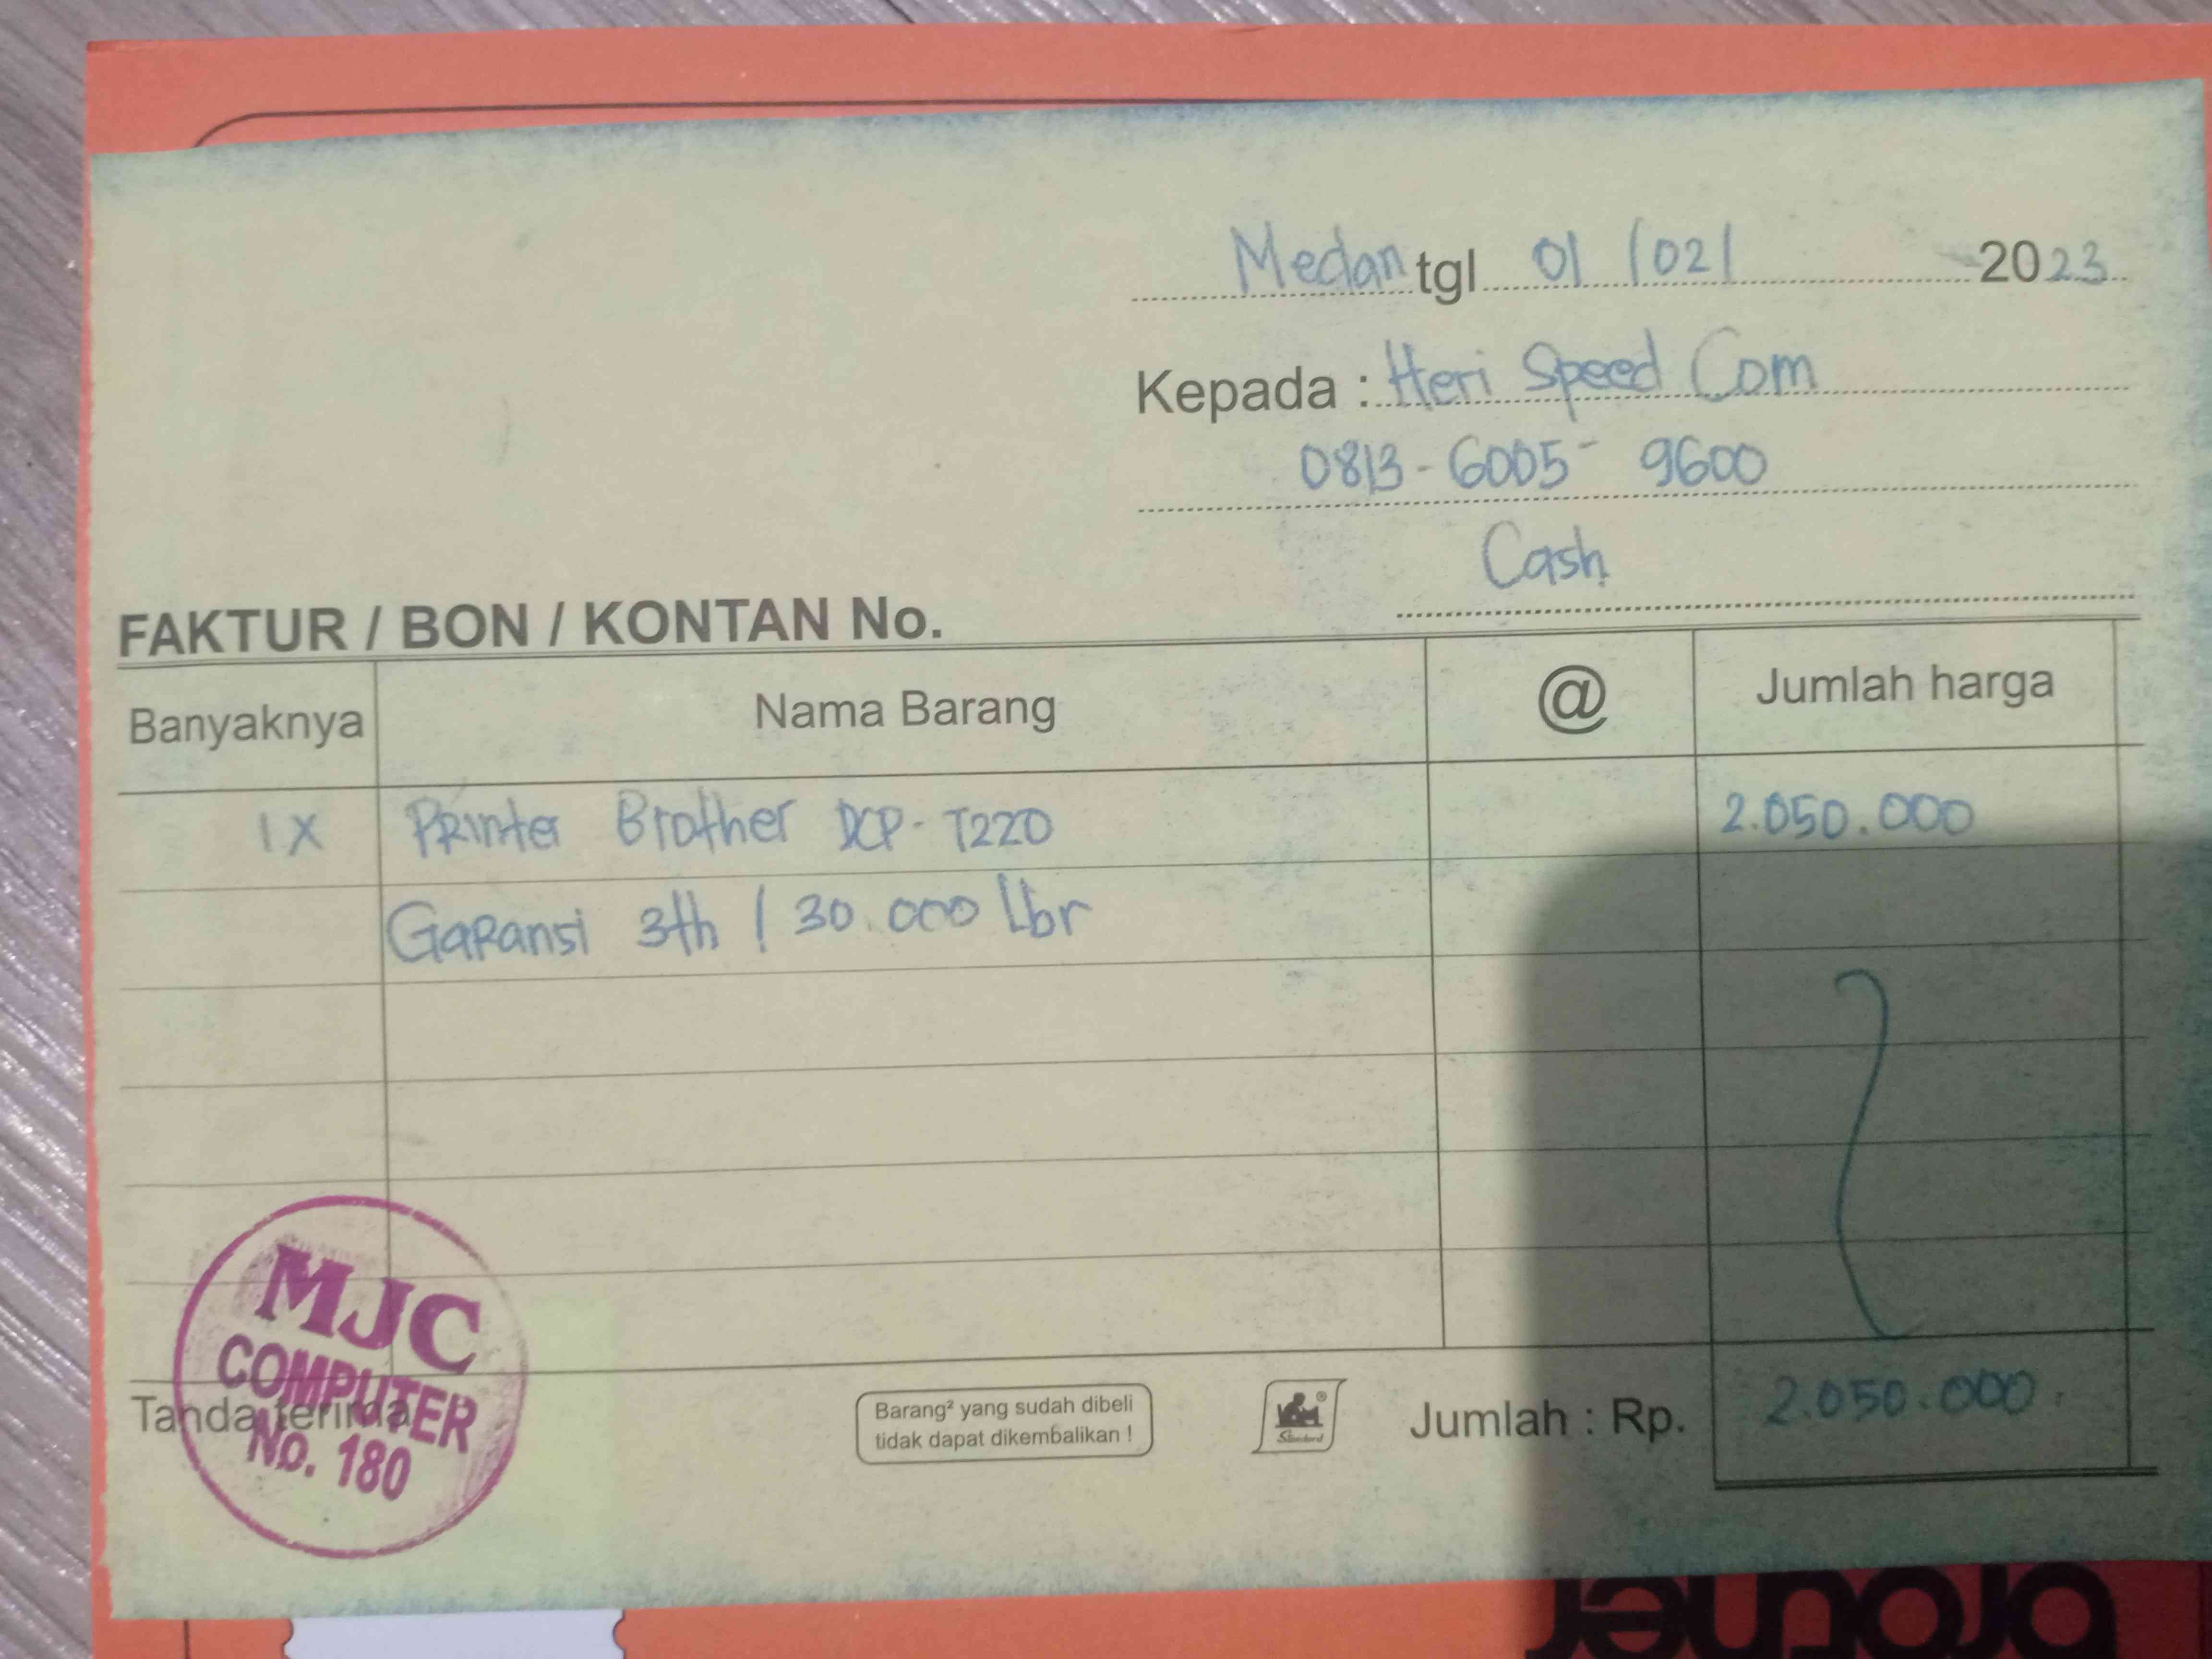 Medan tgl 01 / 02 / 2023
Kepada : Heri Speed Com
0813 - 6005 - 9600
Cash
FAKTUR / BON / KONTAN No.
Banyaknya Nama Barang @ Jumlah harga
1 X Printer Brother DCP - T220 2.050.000
Garansi 3th / 30.000 Lbr
MJC
COMPUTER
No. 180
Tanda terima
Barang² yang sudah dibeli
tidak dapat dikembalikan !
Standard
Jumlah : Rp. 2.050.000
brother